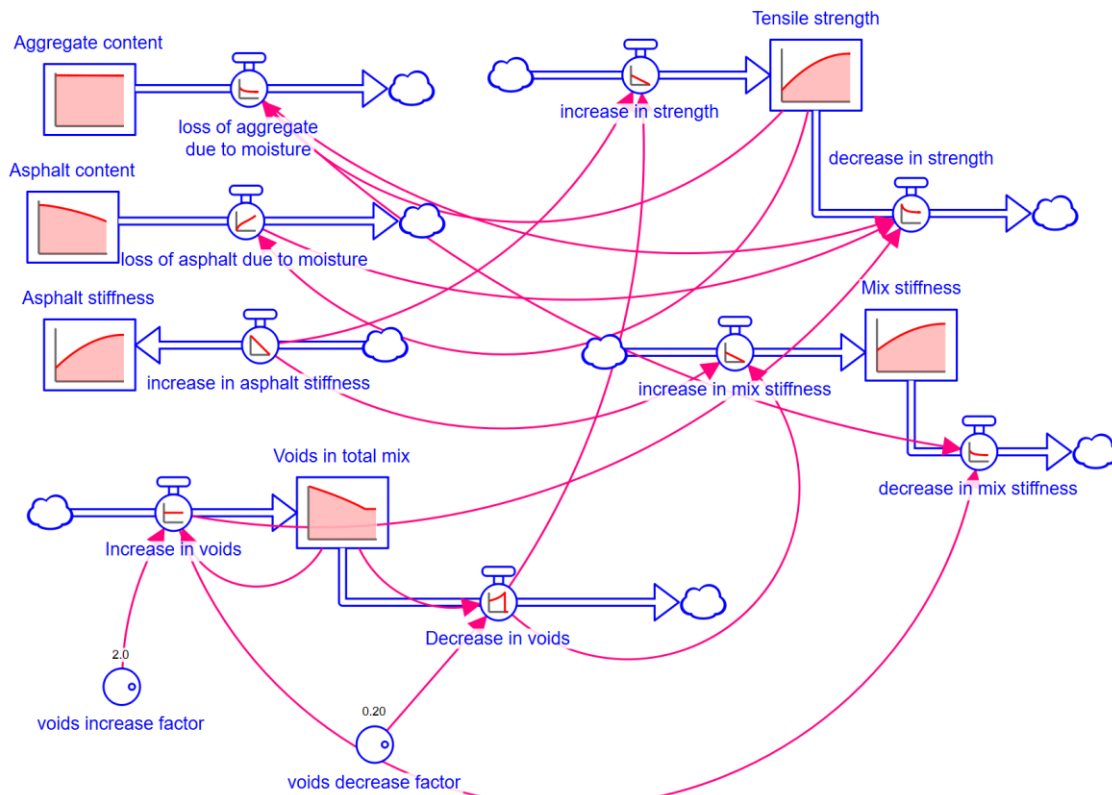 Tensile strength
Aggregate content
increase in strength
loss of aggregate
due to moisture
decrease in strength
Asphalt content
loss of asphalt due to moisture
Asphalt stiffness
Mix stiffness
increase in asphalt stiffness
increase in mix stiffness
Voids in total mix
decrease in mix stiffness
Increase in voids
Decrease in voids
2.0
voids increase factor
0.20
voids decrease factor